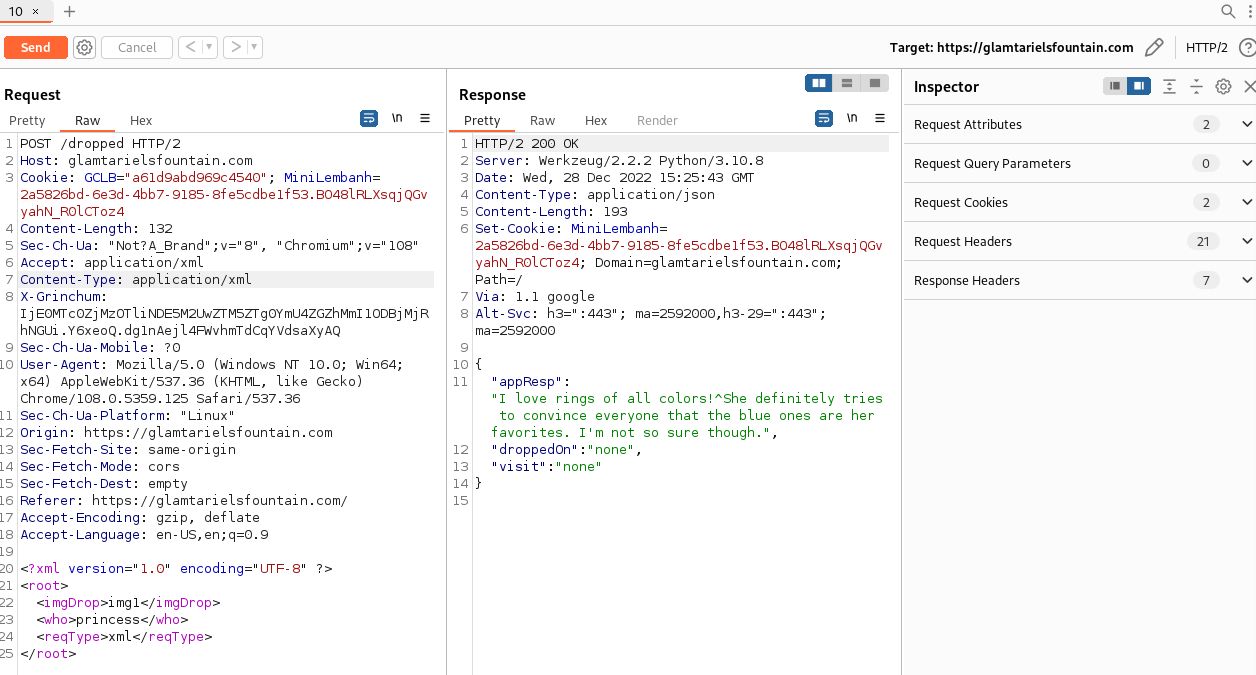 10 × +
Send Cancel < ▾ > ▾ Target: https://glamtarielsfountain.com HTTP/2 ?
Request
Pretty Raw Hex \n
1 POST /dropped HTTP/2
2 Host: glamtarielsfountain.com
3 Cookie: GCLB="a61d9abd969c4540"; MiniLembanh=
2a5826bd-6e3d-4bb7-9185-8fe5cdbe1f53.BO48lRLXsqjQGv
yahN_R0lCToz4
4 Content-Length: 132
5 Sec-Ch-Ua: "Not?A_Brand";v="8", "Chromium";v="108"
6 Accept: application/xml
7 Content-Type: application/xml
8 X-Grinchum:
IjE0MTc0ZjMz0TliNDE5M2UwZTM5ZTg0YmU4ZGZhMmI1ODBjMjR
hNGUi.Y6xeoQ.dg1nAejl4FWvhmTdCqYVdsaXyAQ
9 Sec-Ch-Ua-Mobile: ?0
10 User-Agent: Mozilla/5.0 (Windows NT 10.0; Win64;
x64) AppleWebKit/537.36 (KHTML, like Gecko)
Chrome/108.0.5359.125 Safari/537.36
11 Sec-Ch-Ua-Platform: "Linux"
12 Origin: https://glamtarielsfountain.com
13 Sec-Fetch-Site: same-origin
14 Sec-Fetch-Mode: cors
15 Sec-Fetch-Dest: empty
16 Referer: https://glamtarielsfountain.com/
17 Accept-Encoding: gzip, deflate
18 Accept-Language: en-US,en;q=0.9
19
20 <?xml version="1.0" encoding="UTF-8" ?>
21 <root>
22 <imgDrop>img1</imgDrop>
23 <who>princess</who>
24 <reqType>xml</reqType>
25 </root>
Response
Pretty Raw Hex Render \n
1 HTTP/2 200 OK
2 Server: Werkzeug/2.2.2 Python/3.10.8
3 Date: Wed, 28 Dec 2022 15:25:43 GMT
4 Content-Type: application/json
5 Content-Length: 193
6 Set-Cookie: MiniLembanh=
2a5826bd-6e3d-4bb7-9185-8fe5cdbe1f53.BO48lRLXsqjQGv
yahN_R0lCToz4; Domain=glamtarielsfountain.com;
Path=/
7 Via: 1.1 google
8 Alt-Svc: h3=":443"; ma=2592000,h3-29=":443";
ma=2592000
9
10 {
11 "appResp":
"I love rings of all colors!^She definitely tries
to convince everyone that the blue ones are her
favorites. I'm not so sure though.",
12 "droppedOn":"none",
13 "visit":"none"
14 }
15
Inspector
Request Attributes 2
Request Query Parameters 0
Request Cookies 2
Request Headers 21
Response Headers 7